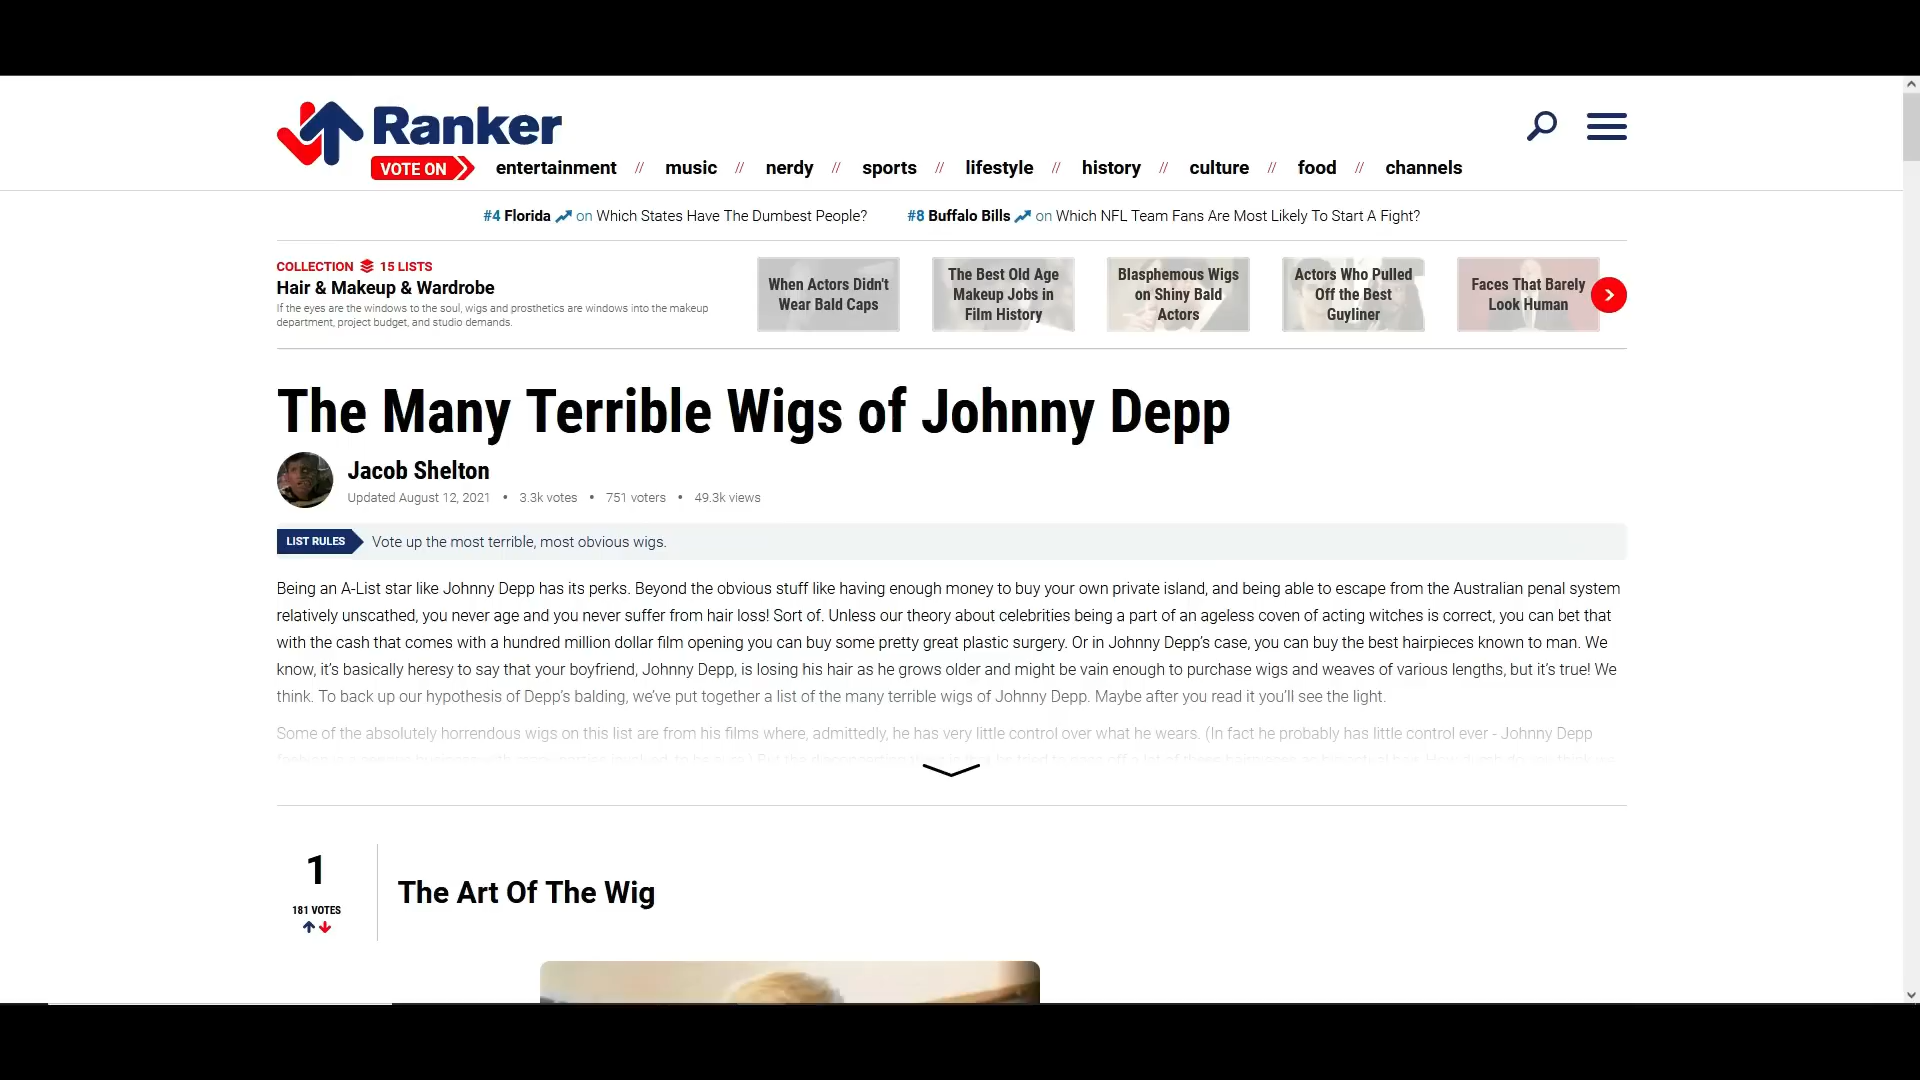 Ranker
VOTE ON
entertainment // music // nerdy // sports // lifestyle // history // culture // food // channels
#4 Florida on Which States Have The Dumbest People?
#8 Buffalo Bills on Which NFL Team Fans Are Most Likely To Start A Fight?
COLLECTION 15 LISTS
Hair & Makeup & Wardrobe
If the eyes are the windows to the soul, wigs and prosthetics are windows into the makeup
department, project budget, and studio demands.
When Actors Didn't
Wear Bald Caps
The Best Old Age
Makeup Jobs in
Film History
Blasphemous Wigs
on Shiny Bald
Actors
Actors Who Pulled
Off the Best
Guyliner
Faces That Barely
Look Human
The Many Terrible Wigs of Johnny Depp
Jacob Shelton
Updated August 12, 2021 • 3.3k votes • 751 voters • 49.3k views
LIST RULES Vote up the most terrible, most obvious wigs.
Being an A-List star like Johnny Depp has its perks. Beyond the obvious stuff like having enough money to buy your own private island, and being able to escape from the Australian penal system
relatively unscathed, you never age and you never suffer from hair loss! Sort of. Unless our theory about celebrities being a part of an ageless coven of acting witches is correct, you can bet that
with the cash that comes with a hundred million dollar film opening you can buy some pretty great plastic surgery. Or in Johnny Depp's case, you can buy the best hairpieces known to man. We
know, it's basically heresy to say that your boyfriend, Johnny Depp, is losing his hair as he grows older and might be vain enough to purchase wigs and weaves of various lengths, but it's true! We
think. To back up our hypothesis of Depp's balding, we've put together a list of the many terrible wigs of Johnny Depp. Maybe after you read it you'll see the light.
Some of the absolutely horrendous wigs on this list are from his films where, admittedly, he has very little control over what he wears. (In fact he probably has little control ever - Johnny Depp
1
181 VOTES
The Art Of The Wig